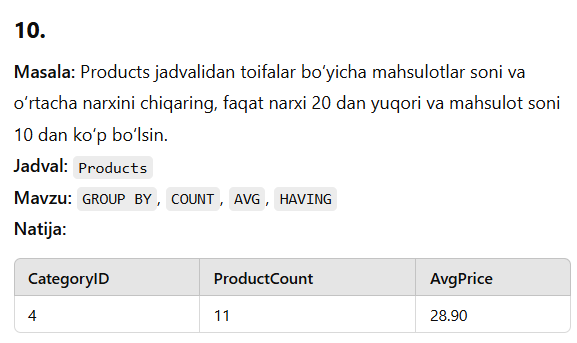 10.
Masala: Products jadvalidan toifalar bo‘yicha mahsulotlar soni va
o‘rtacha narxini chiqaring, faqat narxi 20 dan yuqori va mahsulot soni
10 dan ko‘p bo‘lsin.
Jadval: Products
Mavzu: GROUP BY, COUNT, AVG, HAVING
Natija:
CategoryID ProductCount AvgPrice
4 11 28.90